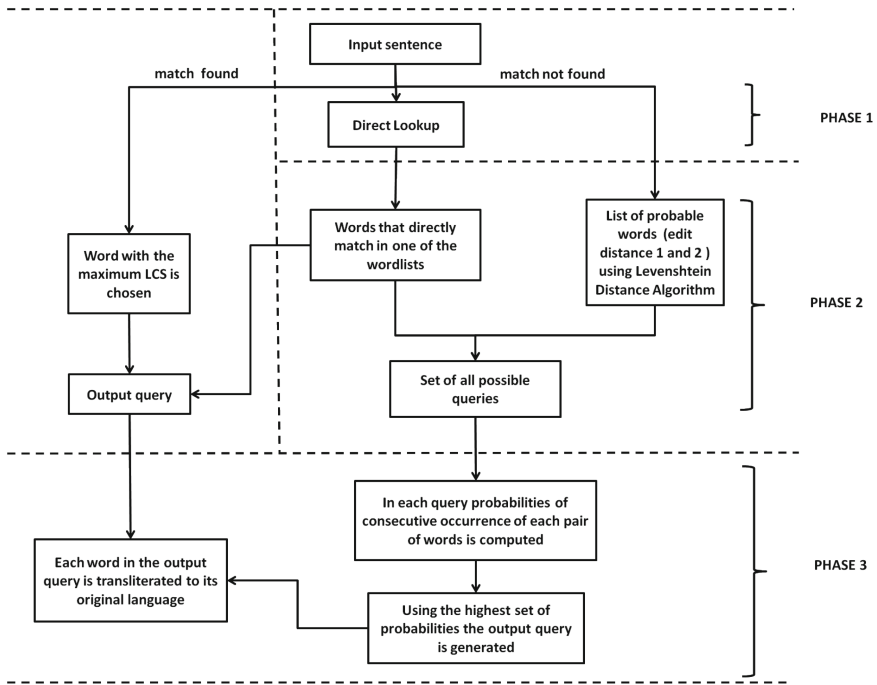 Input sentence
match found
match not found
Direct Lookup
PHASE 1
Words that directly
match in one of the
wordlists
List of probable
words (edit
distance 1 and 2 )
using Levenshtein
Distance Algorithm
Word with the
maximum LCS is
chosen
PHASE 2
Output query
Set of all possible
queries
In each query probabilities of
consecutive occurrence of each pair
of words is computed
Each word in the output
query is transliterated to its
original language
PHASE 3
Using the highest set of
probabilities the output query
is generated